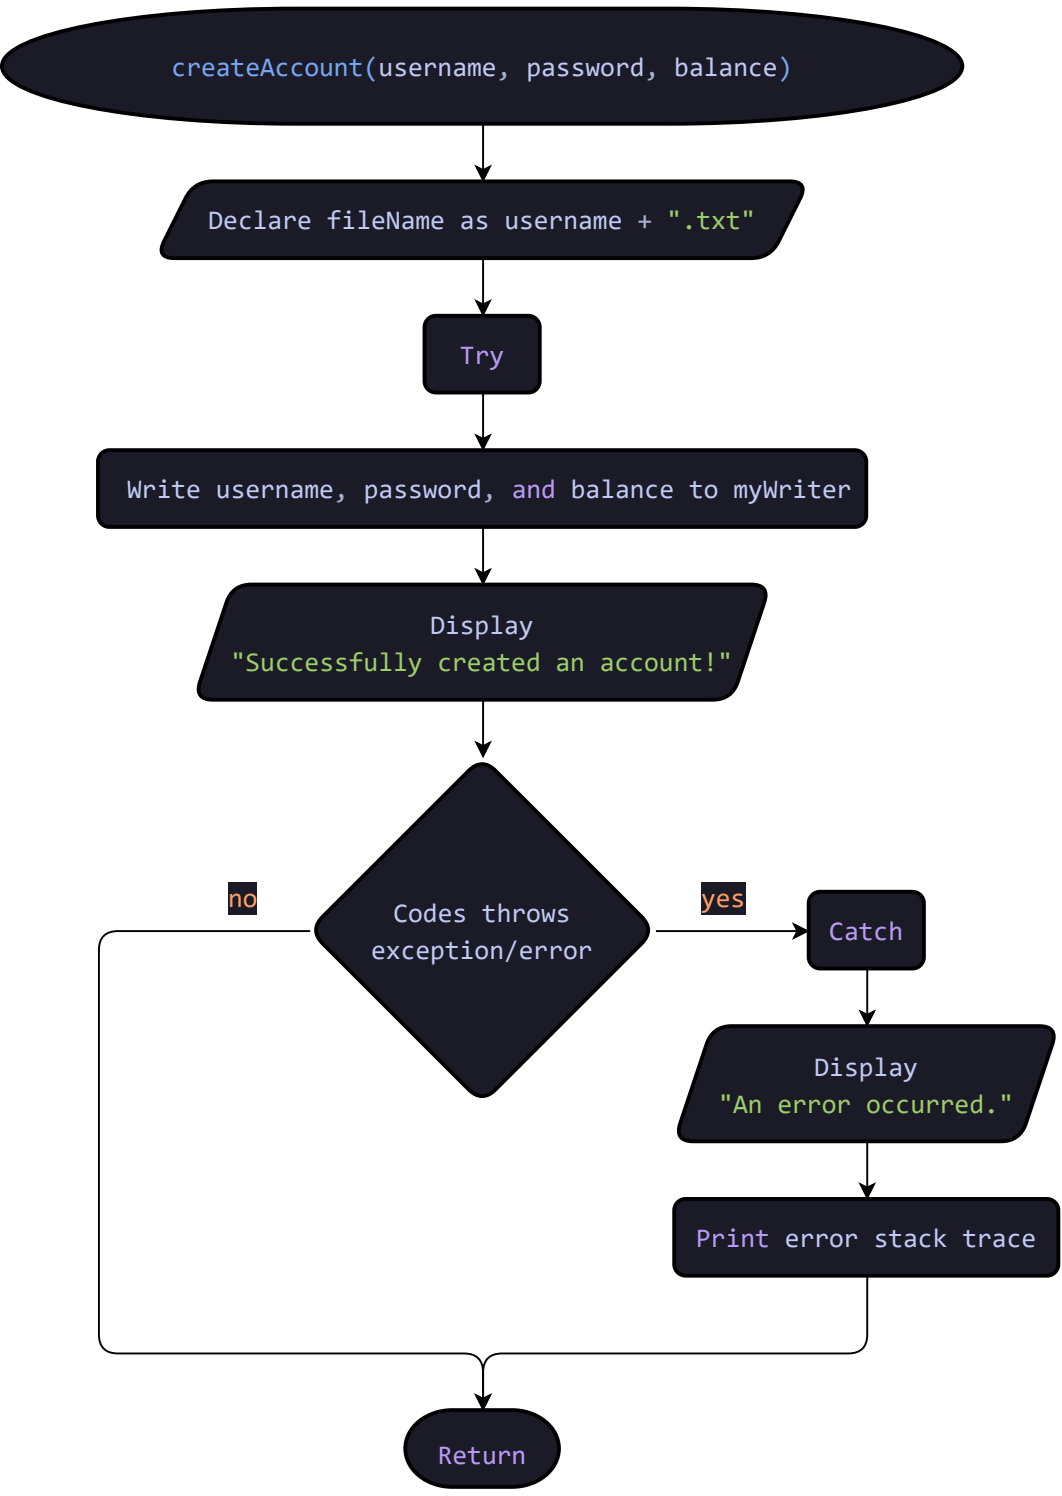 createAccount(username, password, balance)
Declare fileName as username + ".txt"
Try
Write username, password, and balance to myWriter
Display
"Successfully created an account!"
Codes throws
exception/error
no
yes
Catch
Display
"An error occurred."
Print error stack trace
Return